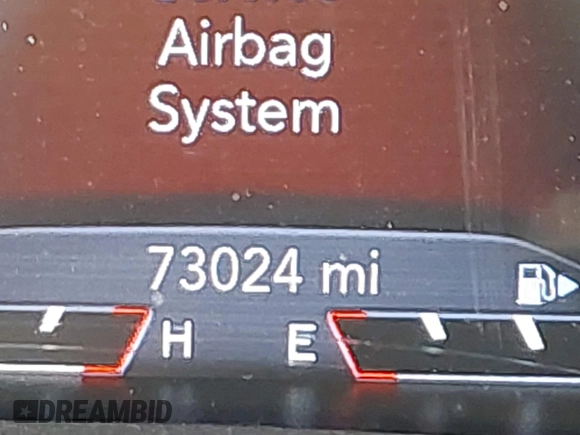 Airbag
System
73024 mi
H E
DREAMBID